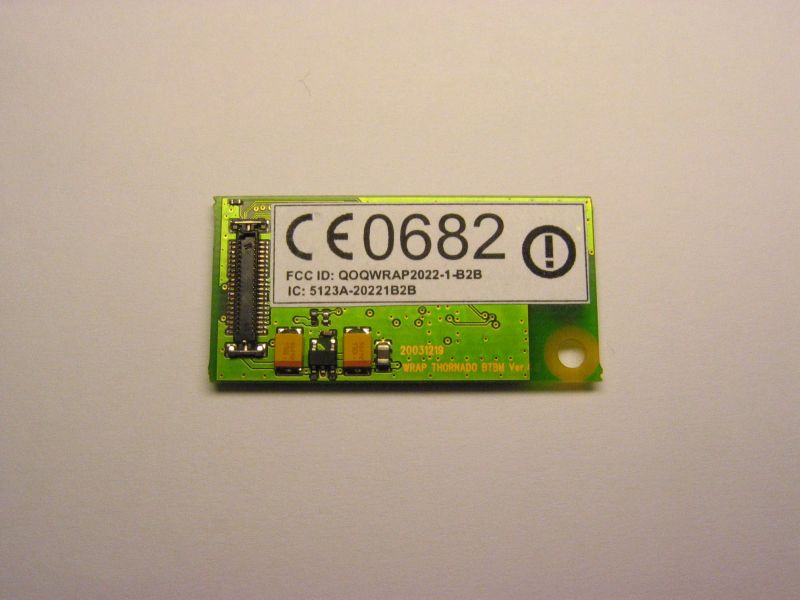 CE0682
FCC ID: QOQWRAP2022-1-B2B
IC: 5123A-20221B2B
20031219
WRAP THORNADO BTBM Ver.